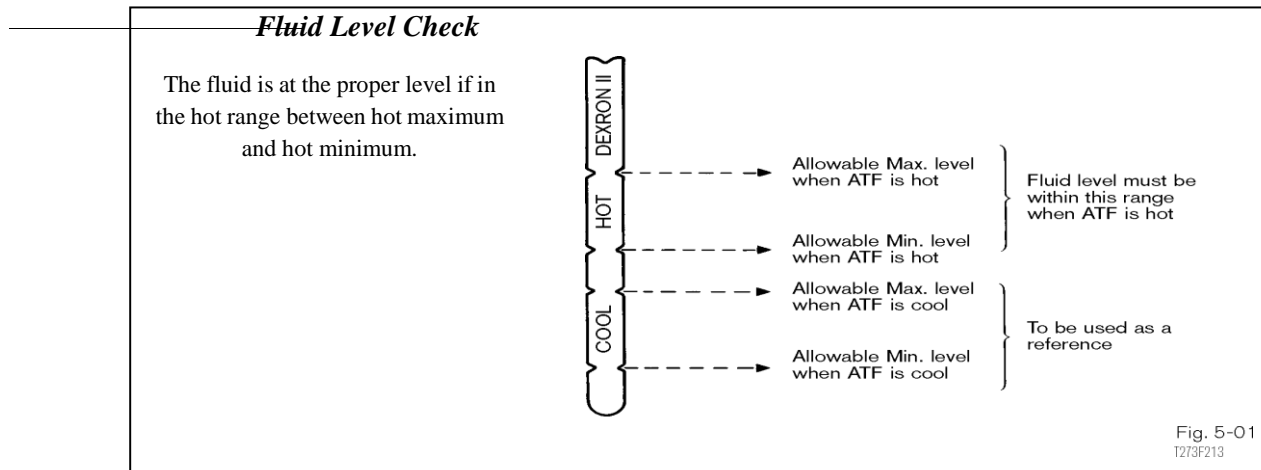 Fluid Level Check
The fluid is at the proper level if in
the hot range between hot maximum
and hot minimum.
DEXRON II
HOT
COOL
Allowable Max. level
when ATF is hot
Allowable Min. level
when ATF is hot
Allowable Max. level
when ATF is cool
Allowable Min. level
when ATF is cool
Fluid level must be
within this range
when ATF is hot
To be used as a
reference
Fig. 5-01
T273F213